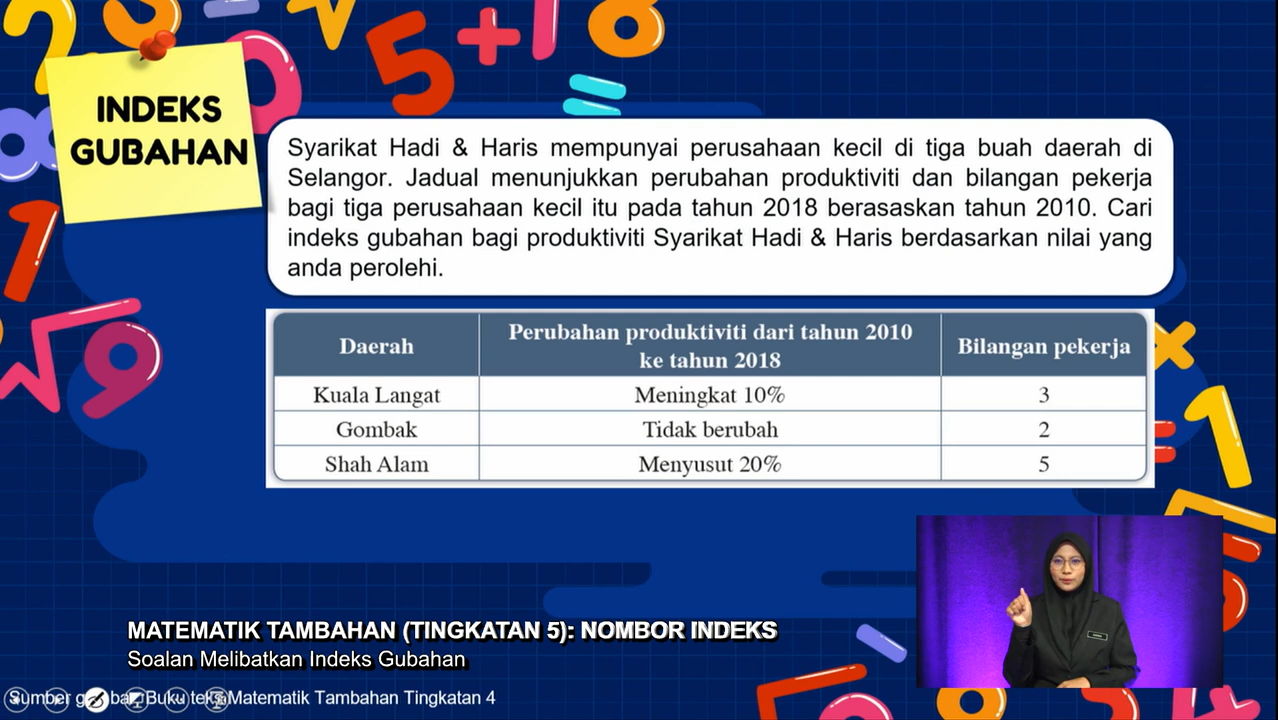 INDEKS
GUBAHAN
Syarikat Hadi & Haris mempunyai perusahaan kecil di tiga buah daerah di
Selangor. Jadual menunjukkan perubahan produktiviti dan bilangan pekerja
bagi tiga perusahaan kecil itu pada tahun 2018 berasaskan tahun 2010. Cari
indeks gubahan bagi produktiviti Syarikat Hadi & Haris berdasarkan nilai yang
anda perolehi.
Daerah Perubahan produktiviti dari tahun 2010 ke tahun 2018 Bilangan pekerja
Kuala Langat Meningkat 10% 3
Gombak Tidak berubah 2
Shah Alam Menyusut 20% 5
MATEMATIK TAMBAHAN (TINGKATAN 5): NOMBOR INDEKS
Soalan Melibatkan Indeks Gubahan
Sumber gambar: Buku teks Matematik Tambahan Tingkatan 4